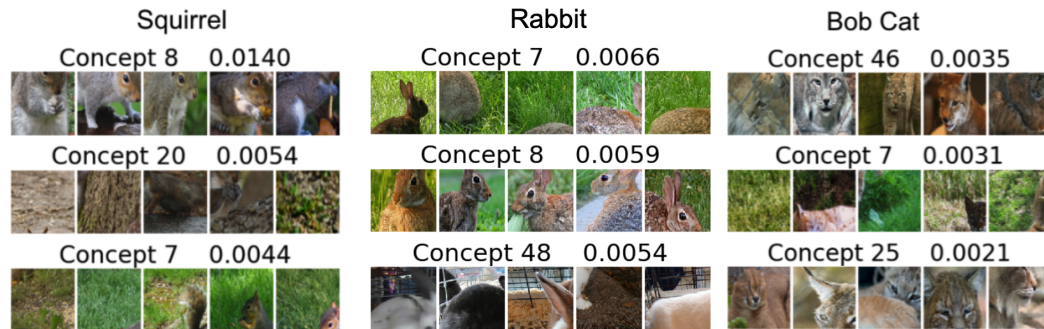 Squirrel
Rabbit
Bob Cat
Concept 8 0.0140
Concept 7 0.0066
Concept 46 0.0035
Concept 20 0.0054
Concept 8 0.0059
Concept 7 0.0031
Concept 7 0.0044
Concept 48 0.0054
Concept 25 0.0021